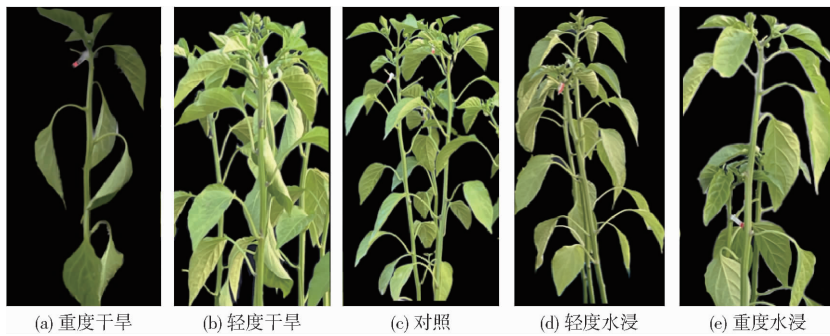 (a) 重度干旱
(b) 轻度干旱
(c) 对照
(d) 轻度水浸
(e) 重度水浸